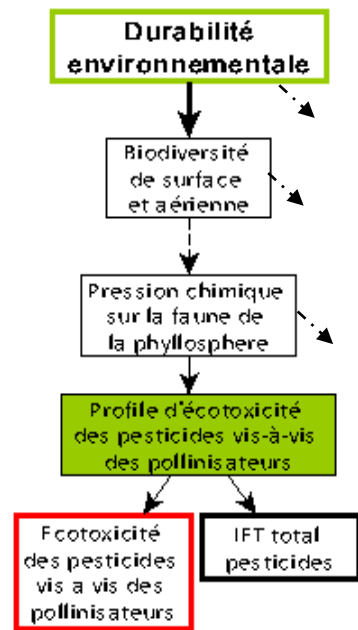 Durabilité
environnementale
Biodiversité
de surface
et aérienne
Pression chimique
sur la faune de
la phyllosphere
Profile d'écotoxicité
des pesticides vis-à-vis
des pollinisateurs
Ecotoxicité
des pesticides
vis a vis des
pollinisateurs
IFT total
pesticides